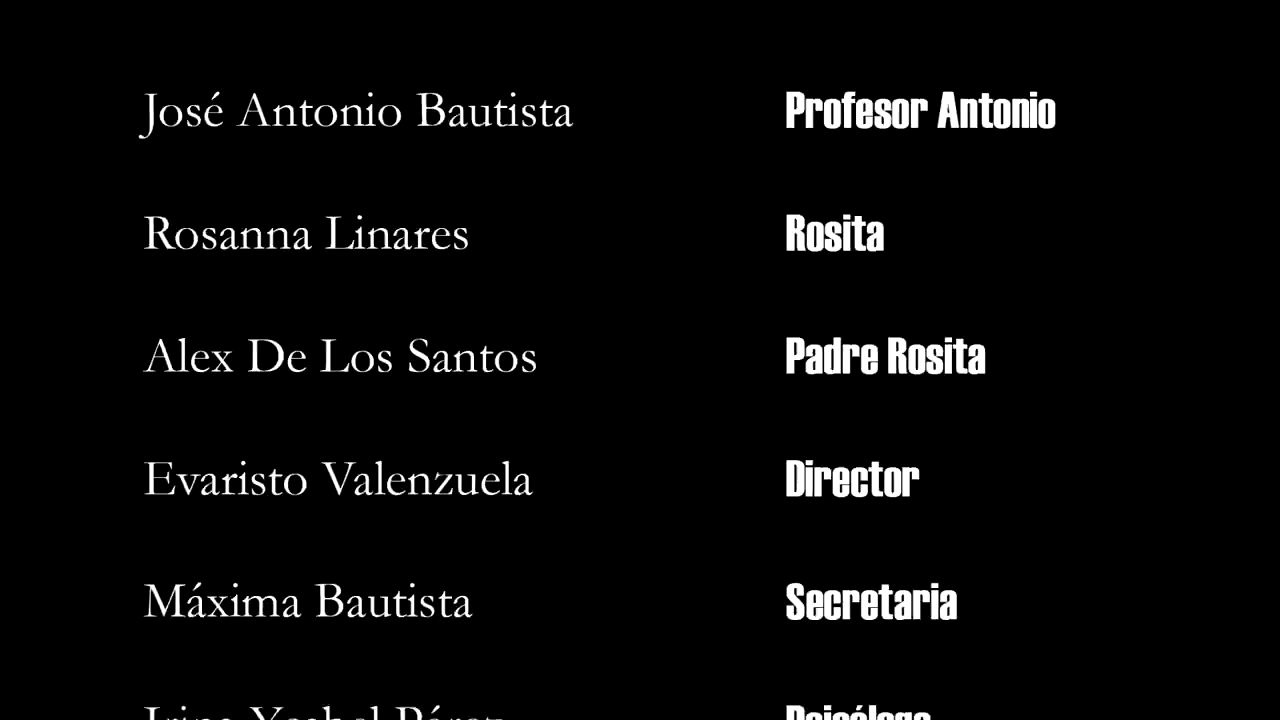 José Antonio Bautista Profesor Antonio
Rosanna Linares Rosita
Alex De Los Santos Padre Rosita
Evaristo Valenzuela Director
Máxima Bautista Secretaria
Pérez